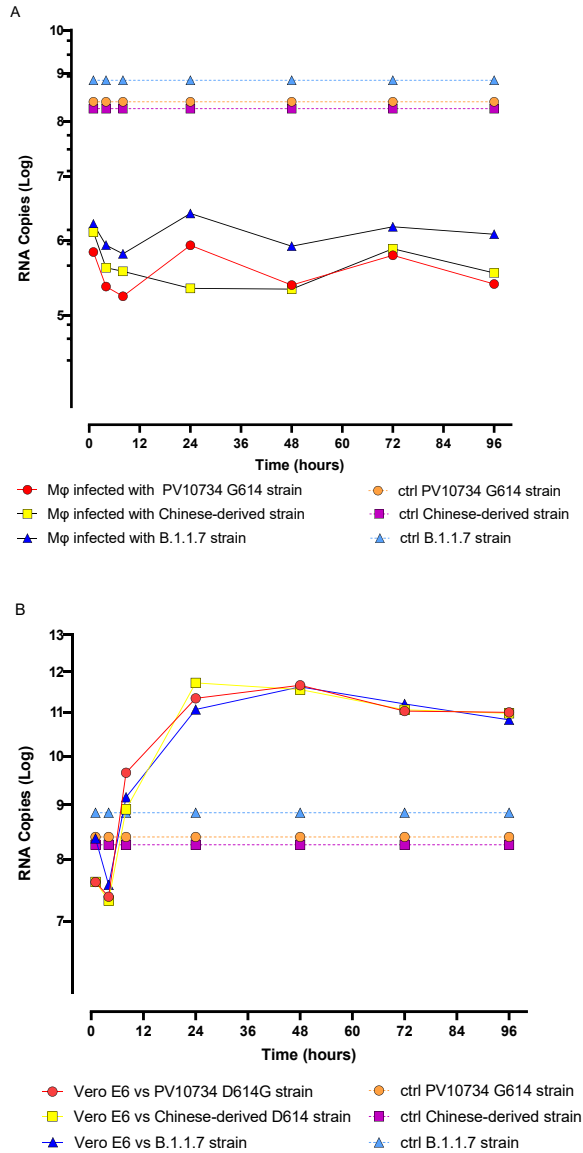 A
10
9
8
7
6
5
RNA Copies (Log)
0 12 24 36 48 60 72 84 96
Time (hours)
Mφ infected with PV10734 G614 strain
ctrl PV10734 G614 strain
Mφ infected with Chinese-derived strain
ctrl Chinese-derived strain
Mφ infected with B.1.1.7 strain
ctrl B.1.1.7 strain
B
13
12
11
10
9
8
7
RNA Copies (Log)
0 12 24 36 48 60 72 84 96
Time (hours)
Vero E6 vs PV10734 D614G strain
ctrl PV10734 G614 strain
Vero E6 vs Chinese-derived D614 strain
ctrl Chinese-derived strain
Vero E6 vs B.1.1.7 strain
ctrl B.1.1.7 strain